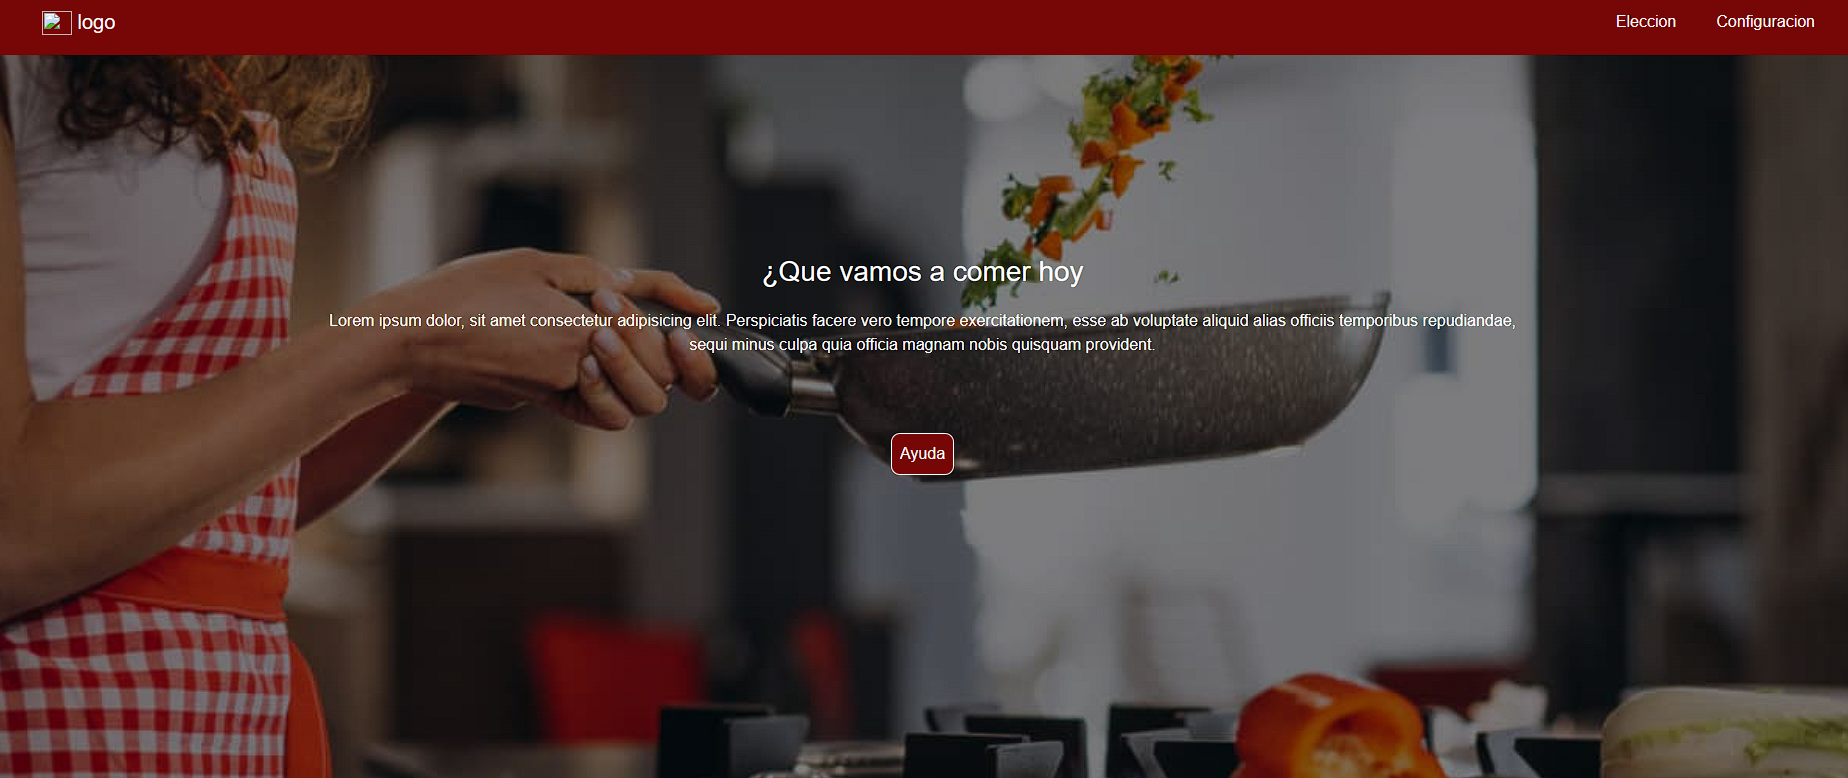 logo
Eleccion
Configuracion
¿Que vamos a comer hoy
Lorem ipsum dolor, sit amet consectetur adipisicing elit. Perspiciatis facere vero tempore exercitationem, esse ab voluptate aliquid alias officiis temporibus repudiandae,
sequi minus culpa quia officia magnam nobis quisquam provident.
Ayuda